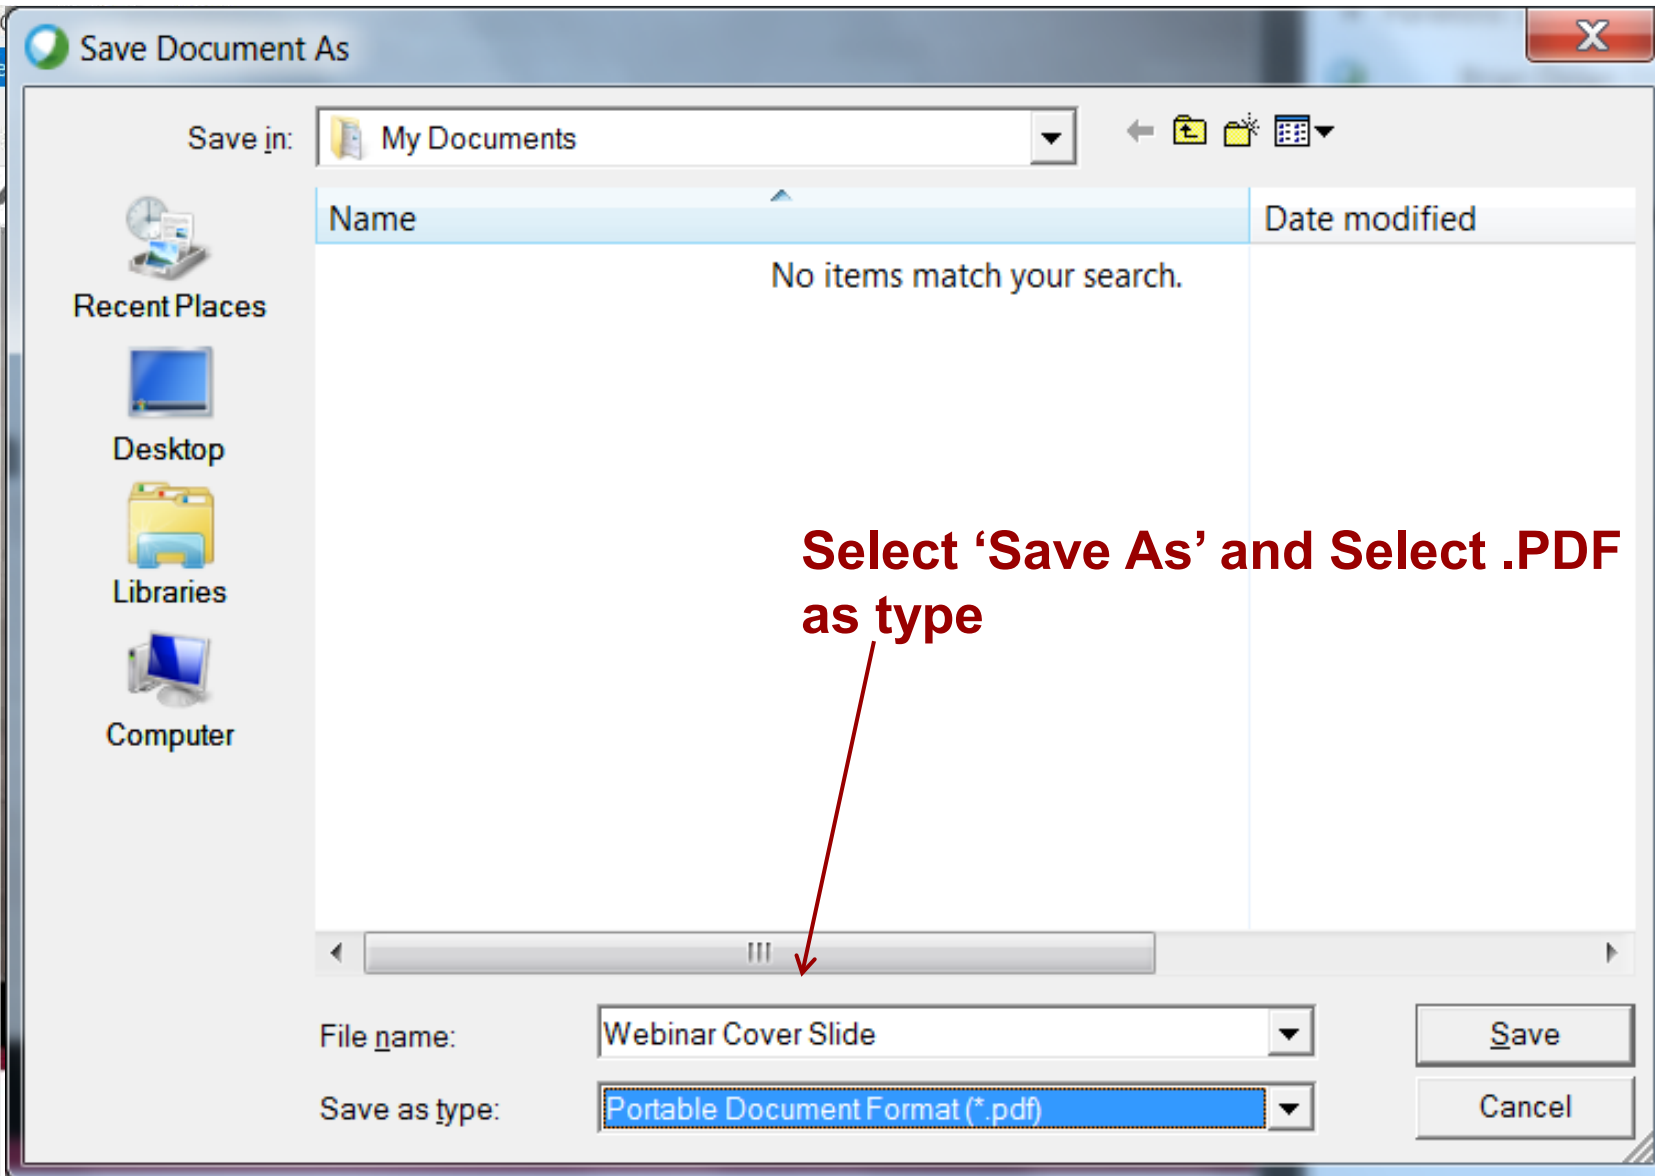 Save Document As
X
Save in:
My Documents
Name
Date modified
No items match your search.
Recent Places
Desktop
Libraries
Computer
Select ‘Save As’ and Select .PDF
as type
File name:
Webinar Cover Slide
Save
Save as type:
Portable Document Format (*.pdf)
Cancel